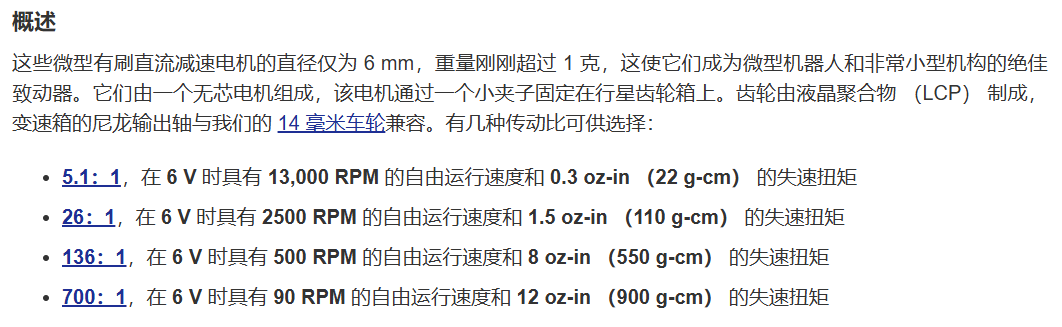 概述
这些微型有刷直流减速电机的直径仅为 6 mm，重量刚刚超过 1 克，这使它们成为微型机器人和非常小型机构的绝佳
致动器。它们由一个无芯电机组成，该电机通过一个小夹子固定在行星齿轮箱上。齿轮由液晶聚合物 （LCP） 制成，
变速箱的尼龙输出轴与我们的 14 毫米车轮兼容。有几种传动比可供选择：
• 5.1：1，在 6 V 时具有 13,000 RPM 的自由运行速度和 0.3 oz-in （22 g-cm） 的失速扭矩
• 26：1，在 6 V 时具有 2500 RPM 的自由运行速度和 1.5 oz-in （110 g-cm） 的失速扭矩
• 136：1，在 6 V 时具有 500 RPM 的自由运行速度和 8 oz-in （550 g-cm） 的失速扭矩
• 700：1，在 6 V 时具有 90 RPM 的自由运行速度和 12 oz-in （900 g-cm） 的失速扭矩